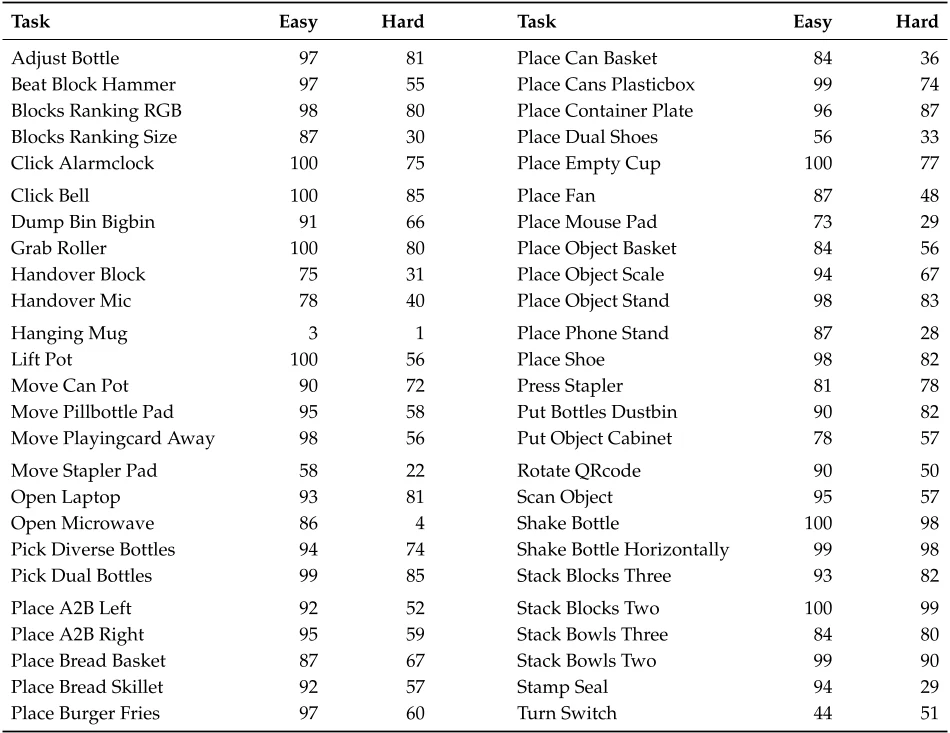 Task Easy Hard Task Easy Hard
Adjust Bottle 97 81 Place Can Basket 84 36
Beat Block Hammer 97 55 Place Cans Plasticbox 99 74
Blocks Ranking RGB 98 80 Place Container Plate 96 87
Blocks Ranking Size 87 30 Place Dual Shoes 56 33
Click Alarmclock 100 75 Place Empty Cup 100 77
Click Bell 100 85 Place Fan 87 48
Dump Bin Bigbin 91 66 Place Mouse Pad 73 29
Grab Roller 100 80 Place Object Basket 84 56
Handover Block 75 31 Place Object Scale 94 67
Handover Mic 78 40 Place Object Stand 98 83
Hanging Mug 3 1 Place Phone Stand 87 28
Lift Pot 100 56 Place Shoe 98 82
Move Can Pot 90 72 Press Stapler 81 78
Move Pillbottle Pad 95 58 Put Bottles Dustbin 90 82
Move Playingcard Away 98 56 Put Object Cabinet 78 57
Move Stapler Pad 58 22 Rotate QRcode 90 50
Open Laptop 93 81 Scan Object 95 57
Open Microwave 86 4 Shake Bottle 100 98
Pick Diverse Bottles 94 74 Shake Bottle Horizontally 99 98
Pick Dual Bottles 99 85 Stack Blocks Three 93 82
Place A2B Left 92 52 Stack Blocks Two 100 99
Place A2B Right 95 59 Stack Bowls Three 84 80
Place Bread Basket 87 67 Stack Bowls Two 99 90
Place Bread Skillet 92 57 Stamp Seal 94 29
Place Burger Fries 97 60 Turn Switch 44 51